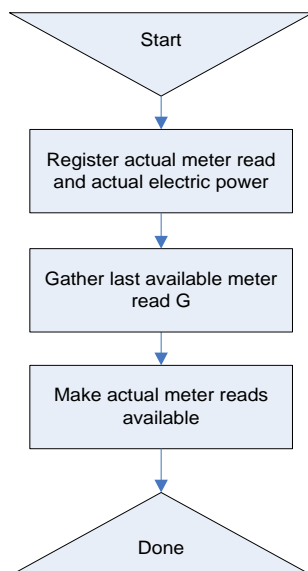 Start
Register actual meter read
and actual electric power
Gather last available meter
read G
Make actual meter reads
available
Done